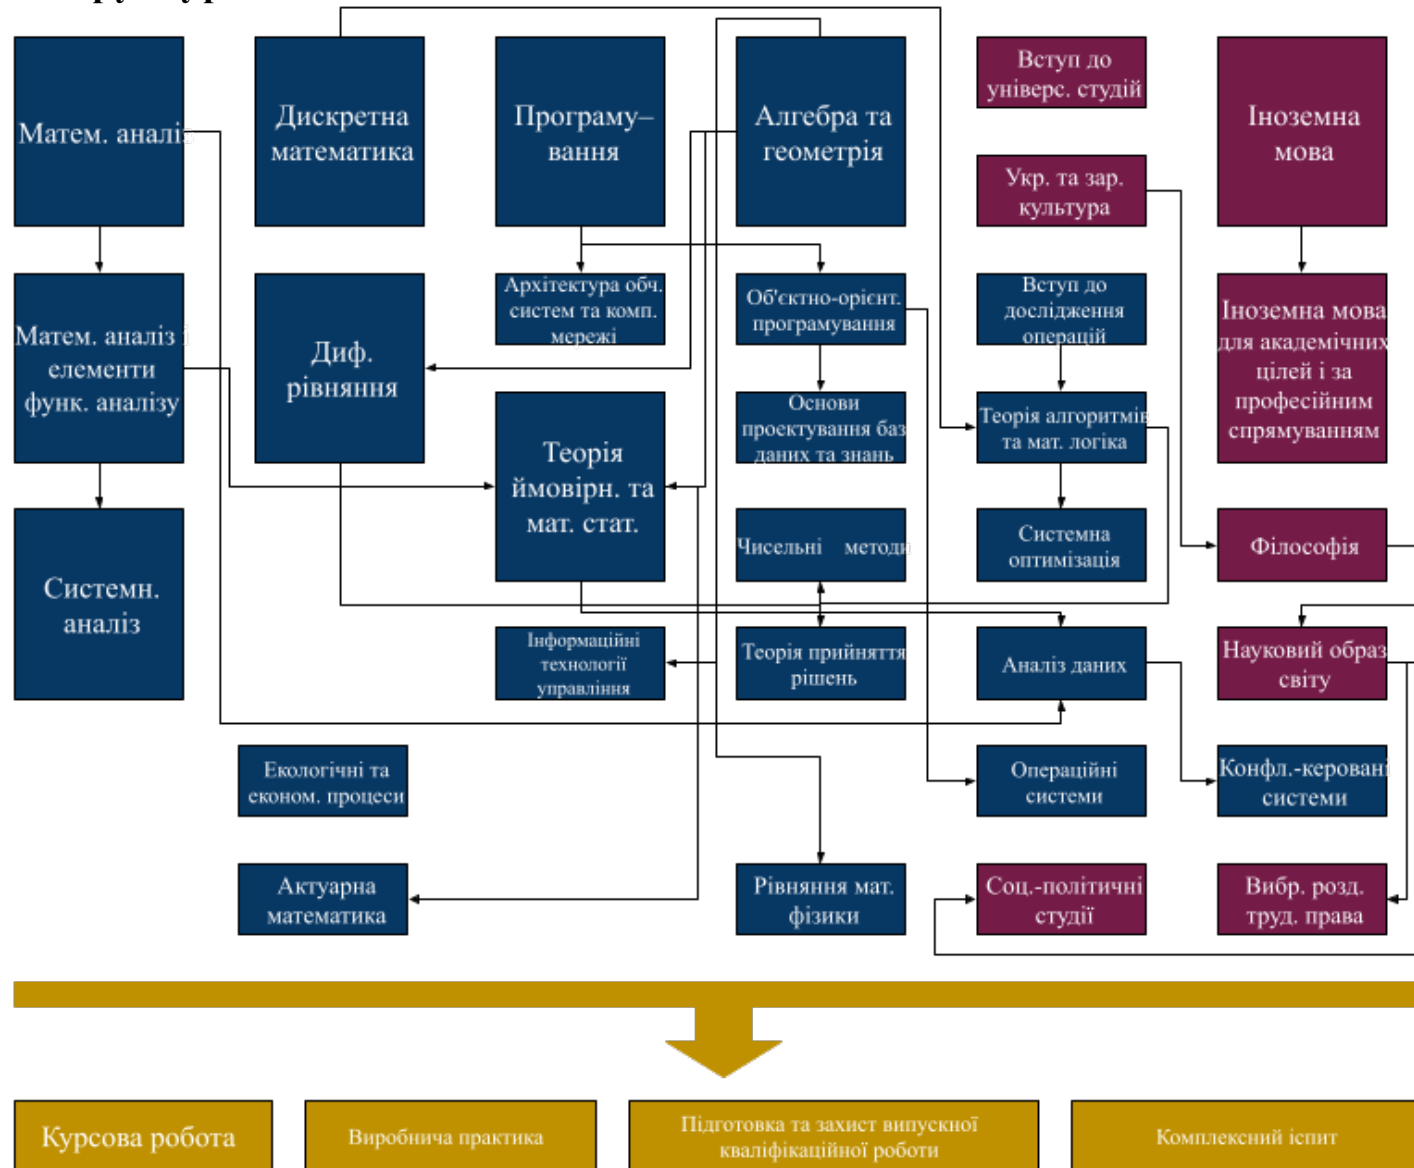 Матем. аналіз
Дискретна
математика
Програму–
вання
Алгебра та
геометрія
Вступ до
універс. студій
Іноземна
мова
Укр. та зар.
культура
Матем. аналіз і
елементи
функ. аналізу
Диф.
рівняння
Архітектура обч.
систем та комп.
мережі
Об'єктно-орієнт.
програмування
Вступ до
дослідження
операцій
Іноземна мова
для академічних
цілей і за
професійним
спрямуванням
Теорія
ймовірн. та
мат. стат.
Основи
проектування баз
даних та знань
Теорія алгоритмів
та мат. логіка
Системн.
аналіз
Чисельні методи
Системна
оптимізація
Філософія
Інформаційні
технології
управління
Теорія прийняття
рішень
Аналіз даних
Науковий образ
світу
Екологічні та
економ. процеси
Операційні
системи
Конфл.-керовані
системи
Актуарна
математика
Рівняння мат.
фізики
Соц.-політичні
студії
Вибр. розд.
труд. права
Курсова робота
Виробнича практика
Підготовка та захист випускної
кваліфікаційної роботи
Комплексний іспит